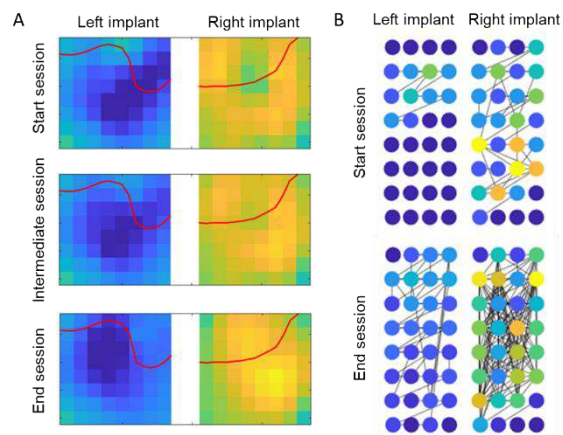 A
Left implant
Right implant
Start session
Intermediate session
End session
B
Left implant
Right implant
Start session
End session